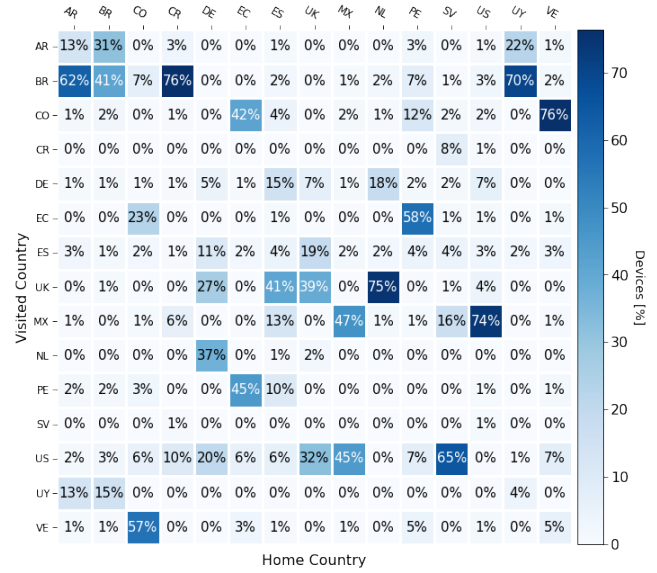 AR BR CO CR DE EC ES UK MX NL PE SV US UY VE
AR 13% 31% 0% 3% 0% 0% 1% 0% 0% 0% 3% 0% 1% 22% 1%
BR 62% 41% 7% 76% 0% 0% 2% 0% 1% 2% 7% 1% 3% 70% 2%
CO 1% 2% 0% 1% 0% 42% 4% 0% 2% 1% 12% 2% 2% 0% 76%
CR 0% 0% 0% 0% 0% 0% 0% 0% 0% 0% 0% 8% 1% 0% 0%
DE 1% 1% 1% 1% 5% 1% 15% 7% 1% 18% 2% 2% 7% 0% 0%
EC 0% 0% 23% 0% 0% 0% 1% 0% 0% 0% 58% 1% 1% 0% 1%
ES 3% 1% 2% 1% 11% 2% 4% 19% 2% 2% 4% 4% 3% 2% 3%
UK 0% 1% 0% 0% 27% 0% 41% 39% 0% 75% 0% 1% 4% 0% 0%
MX 1% 0% 1% 6% 0% 0% 13% 0% 47% 1% 1% 16% 74% 0% 1%
NL 0% 0% 0% 0% 37% 0% 1% 2% 0% 0% 0% 0% 0% 0% 0%
PE 2% 2% 3% 0% 0% 45% 10% 0% 0% 0% 0% 0% 1% 0% 1%
SV 0% 0% 0% 1% 0% 0% 0% 0% 0% 0% 0% 0% 1% 0% 0%
US 2% 3% 6% 10% 20% 6% 6% 32% 45% 0% 7% 65% 0% 1% 7%
UY 13% 15% 0% 0% 0% 0% 0% 0% 0% 0% 0% 0% 0% 4% 0%
VE 1% 1% 57% 0% 0% 3% 1% 0% 1% 0% 5% 0% 1% 0% 5%
Visited Country
Home Country
70
60
50
40
30
20
10
0
Devices [%]